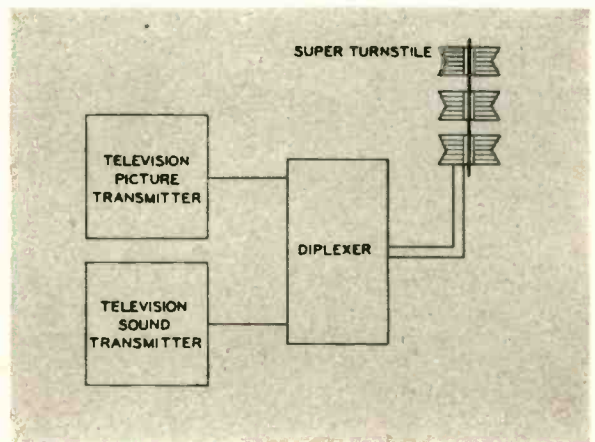 SUPER TURNSTILE
TELEVISION
PICTURE
TRANSMITTER
DIPLEXER
TELEVISION
SOUND
TRANSMITTER